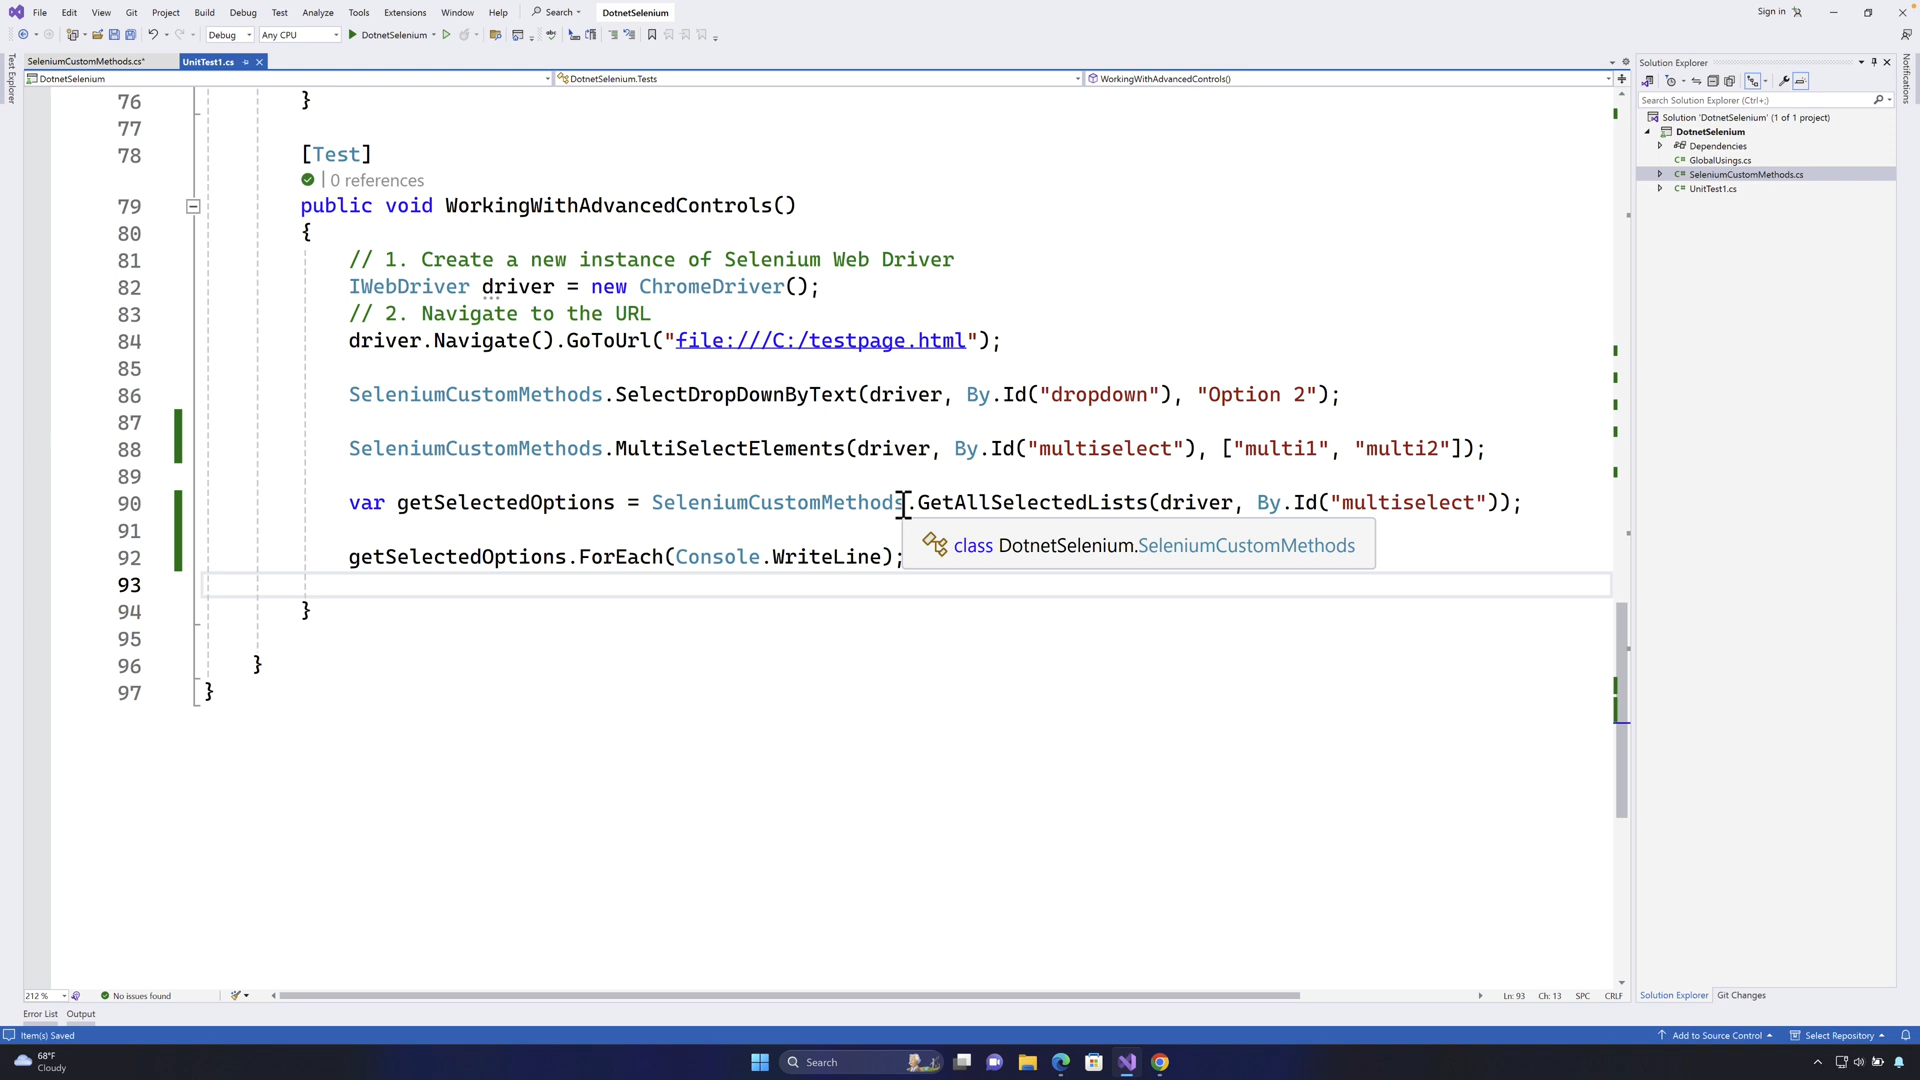 File Edit View Git Project Build Debug Test Analyze Tools Extensions Window Help Search DotnetSelenium Sign in
Debug Any CPU DotnetSelenium
SeleniumCustomMethods.cs* UnitTest1.cs Solution Explorer
DotnetSelenium DotnetSelenium.Tests WorkingWithAdvancedControls()
Test Explorer
Notifications
Search Solution Explorer (Ctrl+;)
Solution 'DotnetSelenium' (1 of 1 project)
DotnetSelenium
Dependencies
GlobalUsings.cs
SeleniumCustomMethods.cs
UnitTest1.cs
76 }
77
78 [Test]
0 references
79 public void WorkingWithAdvancedControls()
80 {
81 // 1. Create a new instance of Selenium Web Driver
82 IWebDriver driver = new ChromeDriver();
83 // 2. Navigate to the URL
84 driver.Navigate().GoToUrl("file:///C:/testpage.html");
85
86 SeleniumCustomMethods.SelectDropDownByText(driver, By.Id("dropdown"), "Option 2");
87
88 SeleniumCustomMethods.MultiSelectElements(driver, By.Id("multiselect"), ["multi1", "multi2"]);
89
90 var getSelectedOptions = SeleniumCustomMethods.GetAllSelectedLists(driver, By.Id("multiselect"));
91
class DotnetSelenium.SeleniumCustomMethods
92 getSelectedOptions.ForEach(Console.WriteLine);
93
94 }
95
96 }
97 }
212 % No issues found Ln: 93 Ch: 13 SPC CRLF
Solution Explorer Git Changes
Error List Output
Item(s) Saved Add to Source Control Select Repository
68°F
Cloudy
Search